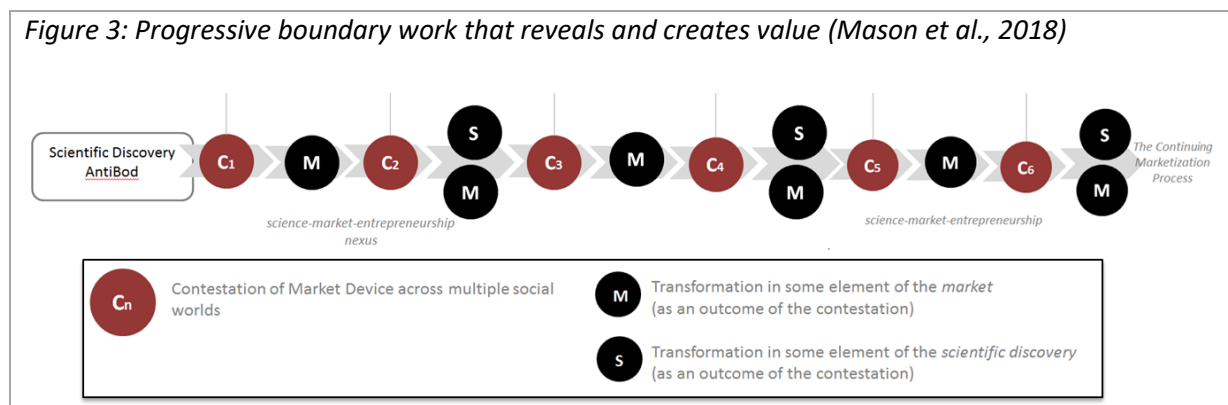 Figure 3: Progressive boundary work that reveals and creates value (Mason et al., 2018)
Scientific Discovery
AntiBod
C1
M
C2
S
M
C3
M
C4
S
M
C5
M
C6
S
M
The Continuing
Marketization
Process
science-market-entrepreneurship
nexus
science-market-entrepreneurship
Cn
Contestation of Market Device across multiple social
worlds
M
Transformation in some element of the market
(as an outcome of the contestation)
S
Transformation in some element of the scientific discovery
(as an outcome of the contestation)